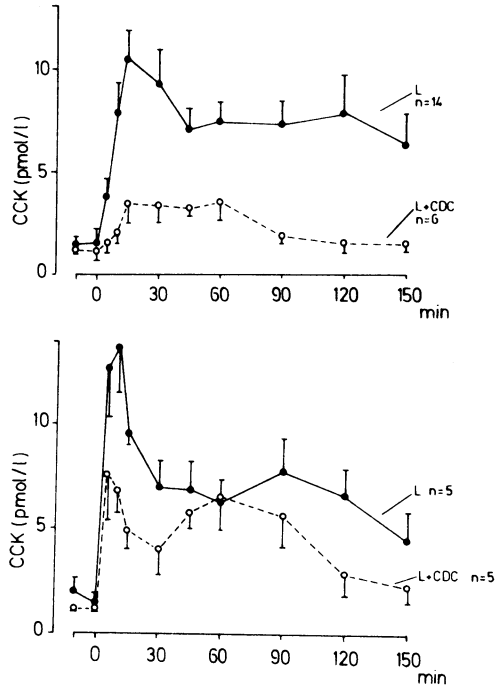 CCK (pmol/l)
10
5
0
L
n=14
L+CDC
n=6
0 30 60 90 120 150
min
CCK (pmol/l)
10
5
0
L n=5
L+CDC n=5
0 30 60 90 120 150
min